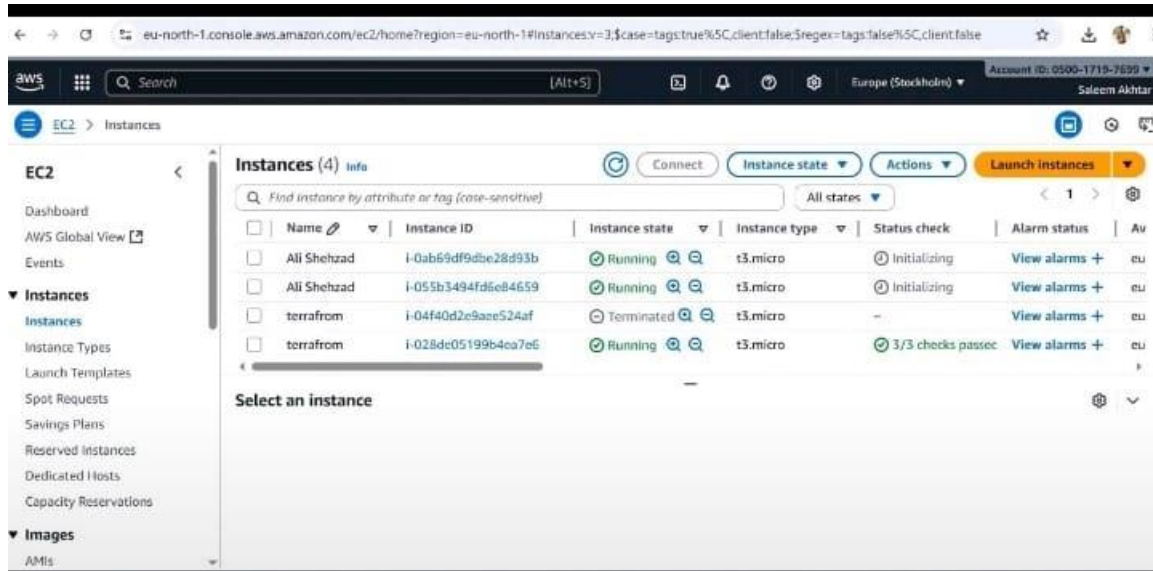 eu-north-1.console.aws.amazon.com/ec2/home?region=eu-north-1#Instances:v=3;$case=tags:true%5C,client:false;$regex=tags:false%5C,client:false
aws Search [Alt+S] Europe (Stockholm) Account ID: 0500-1719-7699
Saleem Akhtar
EC2 > Instances
EC2
Dashboard
AWS Global View
Events
Instances
Instances
Instance Types
Launch Templates
Spot Requests
Savings Plans
Reserved Instances
Dedicated Hosts
Capacity Reservations
Images
AMIs
Instances (4) Info Connect Instance state Actions Launch instances
Find Instance by attribute or tag (case-sensitive) All states 1
Name Instance ID Instance state Instance type Status check Alarm status Av
Ali Shehzad i-0ab69df9dbe28d93b Running t3.micro Initializing View alarms + eu
Ali Shehzad i-055b3494fd6e84659 Running t3.micro Initializing View alarms + eu
terrafrom i-04f40d2e9aee524af Terminated t3.micro – View alarms + eu
terrafrom i-028de05199b4ea7e6 Running t3.micro 3/3 checks passec View alarms + eu
Select an instance